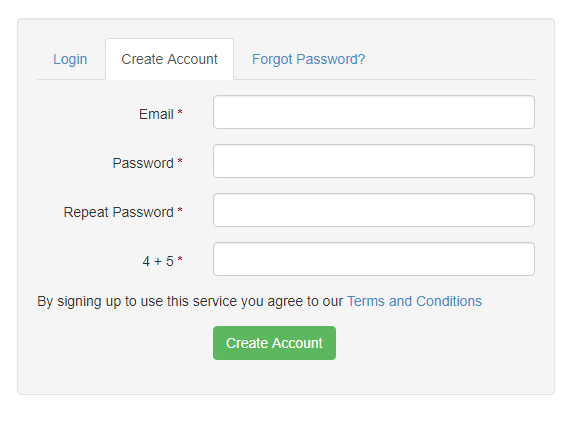 Login Create Account Forgot Password?
Email *
Password *
Repeat Password *
4 + 5 *
By signing up to use this service you agree to our Terms and Conditions
Create Account